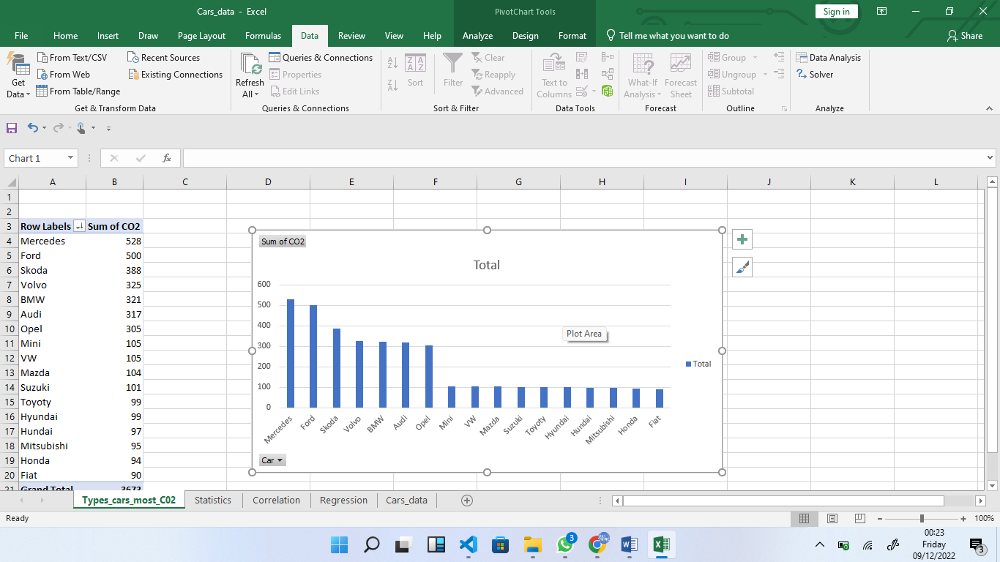 Cars_data - Excel
PivotChart Tools
Sign in
File Home Insert Draw Page Layout Formulas Data Review View Help Analyze Design Format Tell me what you want to do Share
Get Data
From Text/CSV
From Web
From Table/Range
Recent Sources
Existing Connections
Get & Transform Data
Refresh All
Queries & Connections
Properties
Edit Links
Queries & Connections
Sort
Filter
Clear
Reapply
Advanced
Sort & Filter
Text to Columns
Data Tools
What-If Analysis
Forecast Sheet
Forecast
Group
Ungroup
Subtotal
Outline
Data Analysis
Solver
Analyze
Chart 1
fx
A B C D E F G H I J K L
1
2
3 Row Labels Sum of CO2
4 Mercedes 528
5 Ford 500
6 Skoda 388
7 Volvo 325
8 BMW 321
9 Audi 317
10 Opel 305
11 Mini 105
12 VW 105
13 Mazda 104
14 Suzuki 101
15 Toyoty 99
16 Hyundai 99
17 Hundai 97
18 Mitsubishi 95
19 Honda 94
20 Fiat 90
21 Grand Total 3673
Sum of CO2
Total
600
500
400
300
200
100
0
Plot Area
Total
Mercedes Ford Skoda Volvo BMW Audi Opel Mini VW Mazda Suzuki Toyoty Hyundai Hundai Mitsubishi Honda Fiat
Car
Types_cars_most_C02 Statistics Correlation Regression Cars_data
Ready
100%
3
00:23
Friday
09/12/2022
3